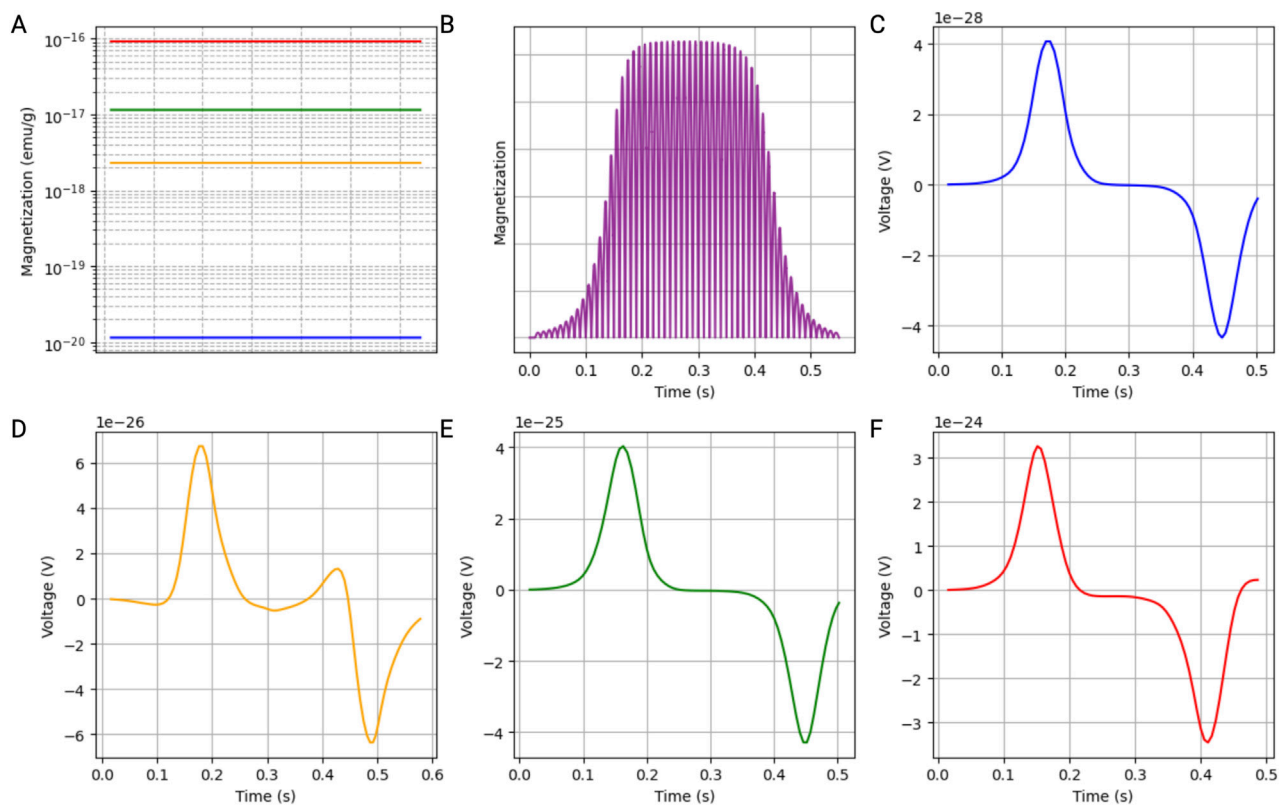 A
Magnetization (emu/g)
10⁻¹⁶
10⁻¹⁷
10⁻¹⁸
10⁻¹⁹
10⁻²⁰
B
Magnetization
0.0 0.1 0.2 0.3 0.4 0.5
Time (s)
C
1e−28
Voltage (V)
4
2
0
−2
−4
0.0 0.1 0.2 0.3 0.4 0.5
Time (s)
D
1e−26
Voltage (V)
6
4
2
0
−2
−4
−6
0.0 0.1 0.2 0.3 0.4 0.5 0.6
Time (s)
E
1e−25
Voltage (V)
4
2
0
−2
−4
0.0 0.1 0.2 0.3 0.4 0.5
Time (s)
F
1e−24
Voltage (V)
3
2
1
0
−1
−2
−3
0.0 0.1 0.2 0.3 0.4 0.5
Time (s)